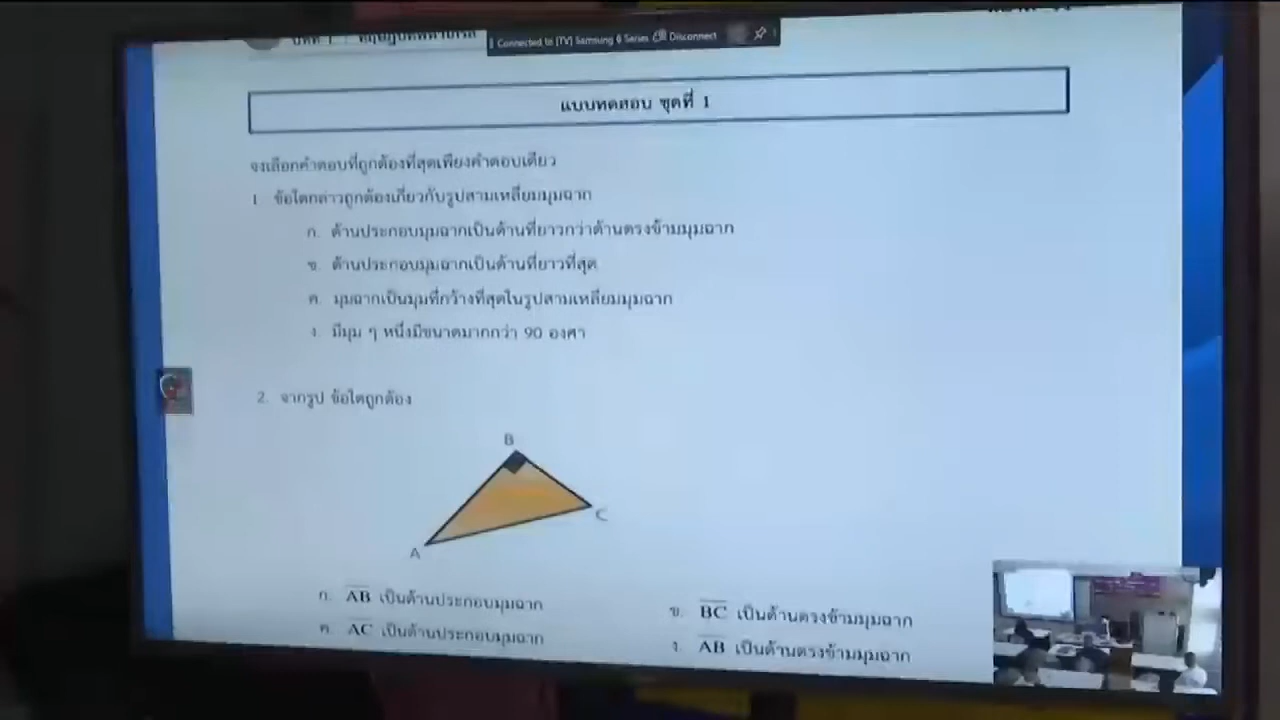 Connected to [TV] Samsung 6 Series Disconnect
บทที่ 1
แบบทดสอบ ชุดที่ 1
จงเลือกคำตอบที่ถูกต้องที่สุดเพียงคำตอบเดียว
1. ข้อใดกล่าวถูกต้องเกี่ยวกับรูปสามเหลี่ยมมุมฉาก
ก. ด้านประกอบมุมฉากเป็นด้านที่ยาวกว่าด้านตรงข้ามมุมฉาก
ข. ด้านประกอบมุมฉากเป็นด้านที่ยาวที่สุด
ค. มุมฉากเป็นมุมที่กว้างที่สุดในรูปสามเหลี่ยมมุมฉาก
ง. มีมุม ๆ หนึ่งมีขนาดมากกว่า 90 องศา
2. จากรูป ข้อใดถูกต้อง
B
C
A
ก. AB เป็นด้านประกอบมุมฉาก
ข. BC เป็นด้านตรงข้ามมุมฉาก
ค. AC เป็นด้านประกอบมุมฉาก
ง. AB เป็นด้านตรงข้ามมุมฉาก